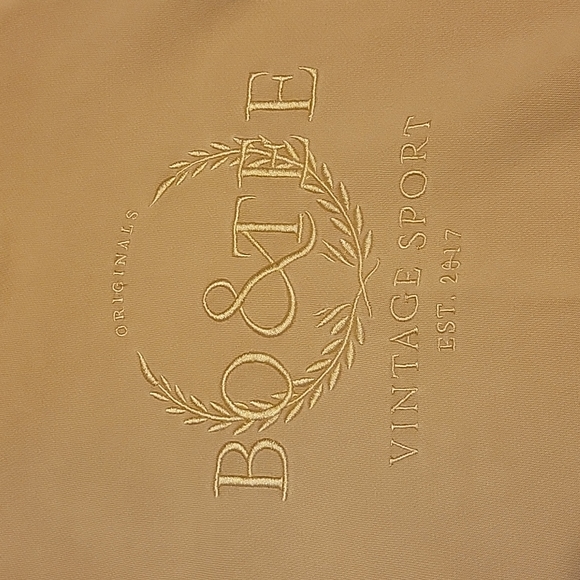 ORIGINALS
BO&TEE
VINTAGE SPORT
EST. 2017